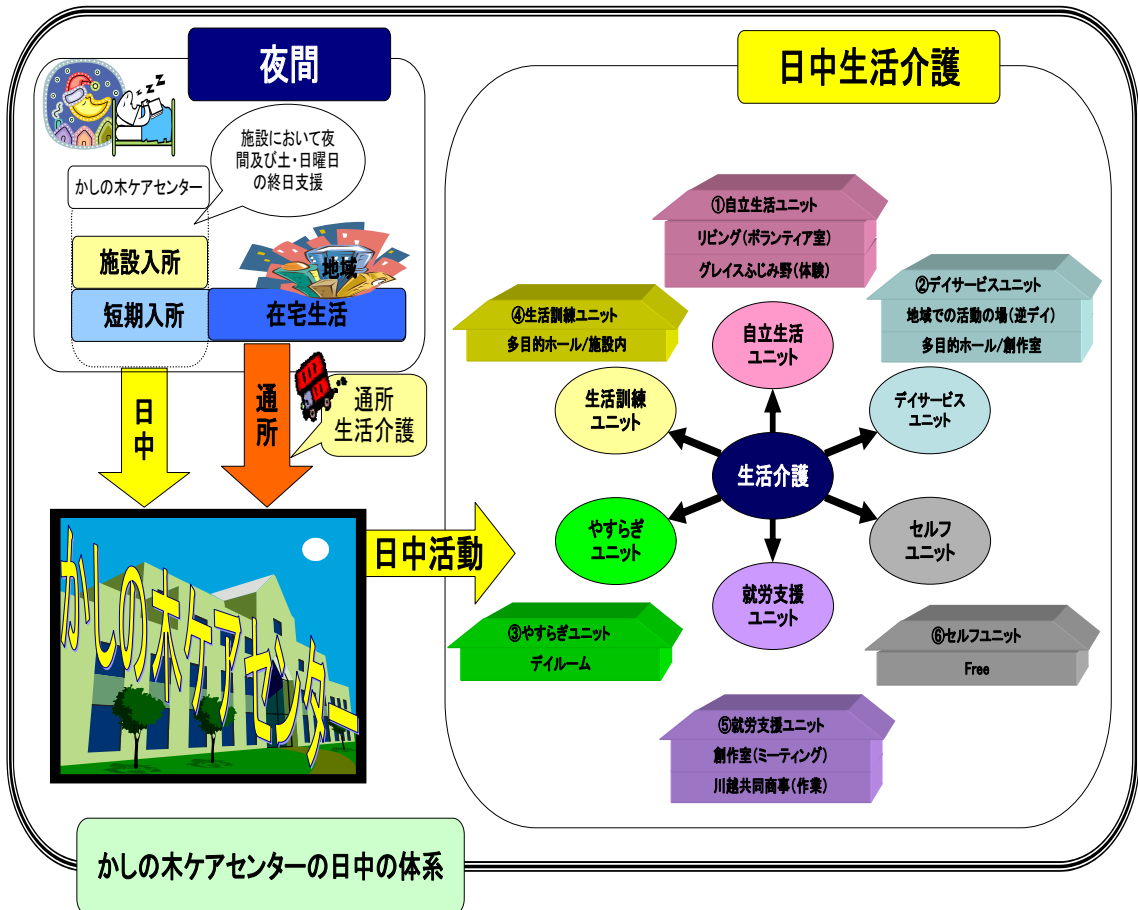 夜間
日中生活介護
zzz
施設において夜
間及び土・日曜日
の終日支援
かしの木ケアセンター
施設入所
地域
短期入所
在宅生活
日中
通所
通所
生活介護
かしの木ケアセンター
日中活動
①自立生活ユニット
リビング(ボランティア室)
グレイスふじみ野(体験)
②デイサービスユニット
地域での活動の場(逆デイ)
多目的ホール/創作室
④生活訓練ユニット
多目的ホール/施設内
自立生活
ユニット
生活訓練
ユニット
デイサービス
ユニット
生活介護
やすらぎ
ユニット
セルフ
ユニット
就労支援
ユニット
③やすらぎユニット
デイルーム
⑥セルフユニット
Free
⑤就労支援ユニット
創作室(ミーティング)
川越共同商事(作業)
かしの木ケアセンターの日中の体系